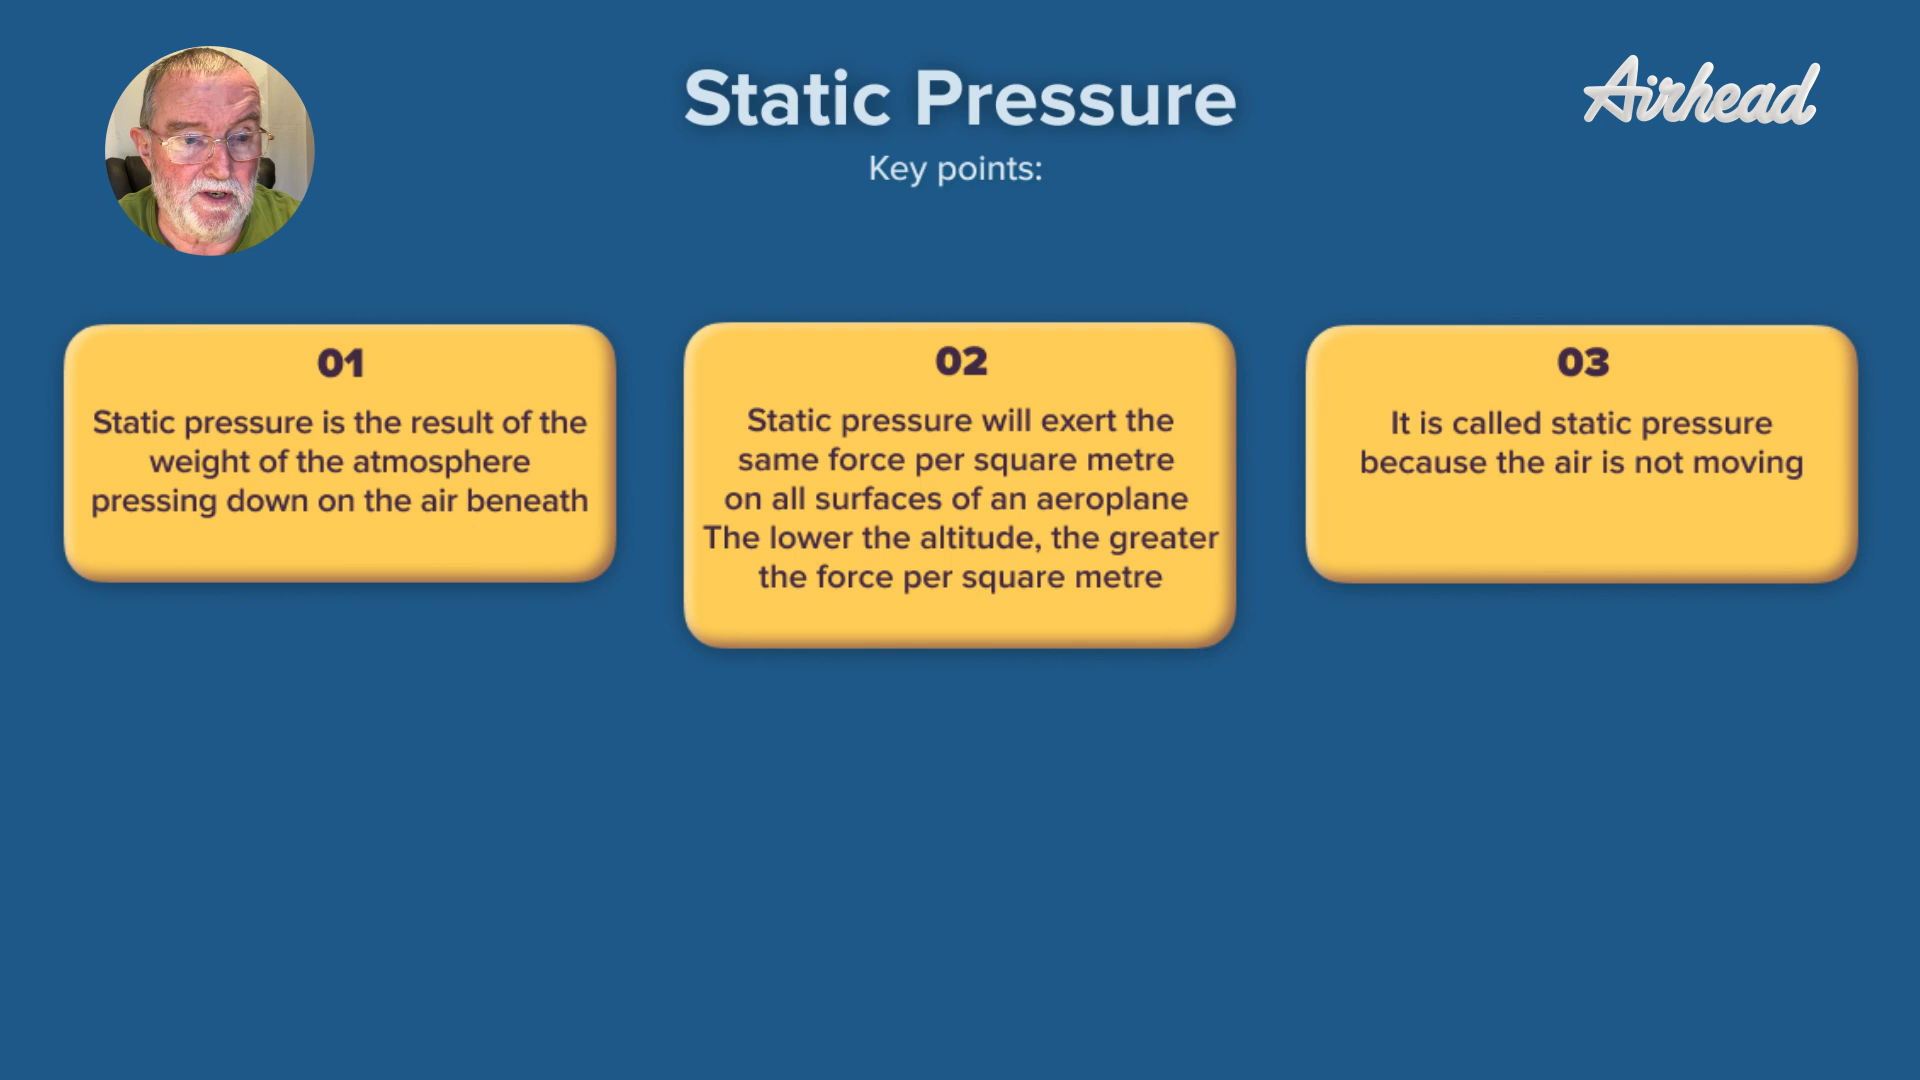 Static Pressure
Airhead
Key points:
01
Static pressure is the result of the
weight of the atmosphere
pressing down on the air beneath
02
Static pressure will exert the
same force per square metre
on all surfaces of an aeroplane
The lower the altitude, the greater
the force per square metre
03
It is called static pressure
because the air is not moving